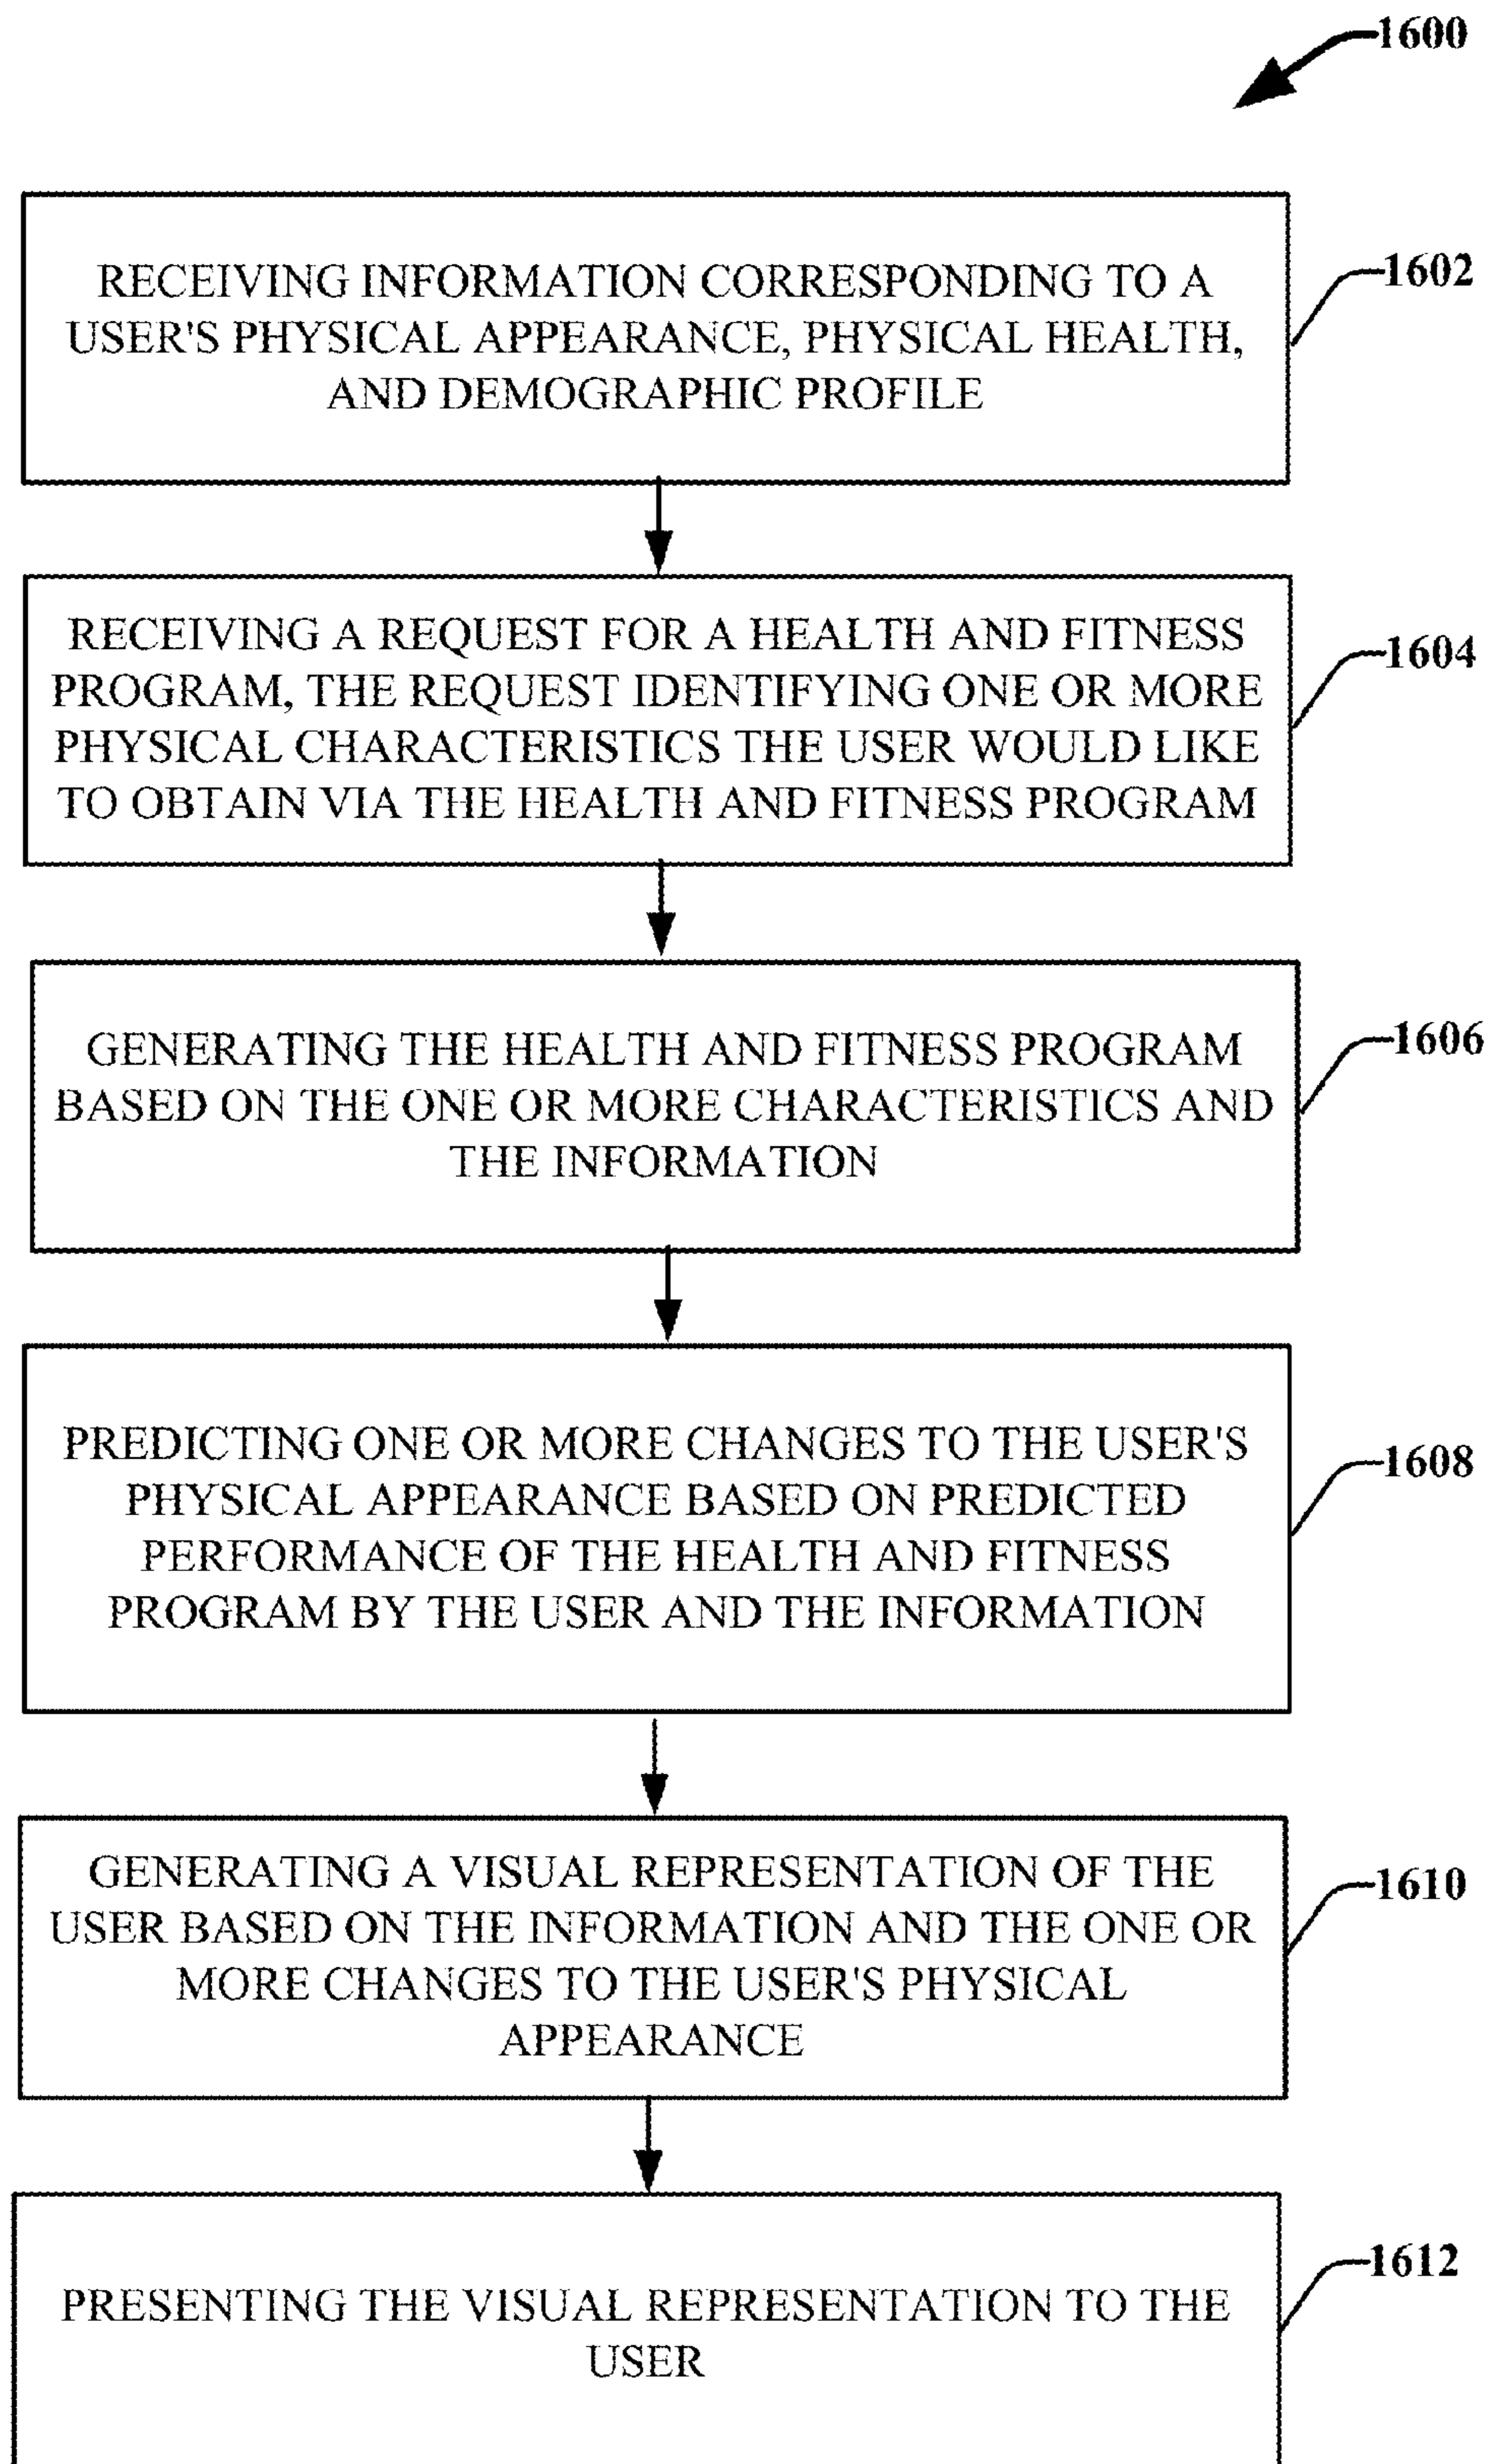 1600
RECEIVING INFORMATION CORRESPONDING TO A
USER'S PHYSICAL APPEARANCE, PHYSICAL HEALTH,
AND DEMOGRAPHIC PROFILE
1602
RECEIVING A REQUEST FOR A HEALTH AND FITNESS
PROGRAM, THE REQUEST IDENTIFYING ONE OR MORE
PHYSICAL CHARACTERISTICS THE USER WOULD LIKE
TO OBTAIN VIA THE HEALTH AND FITNESS PROGRAM
1604
GENERATING THE HEALTH AND FITNESS PROGRAM
BASED ON THE ONE OR MORE CHARACTERISTICS AND
THE INFORMATION
1606
PREDICTING ONE OR MORE CHANGES TO THE USER'S
PHYSICAL APPEARANCE BASED ON PREDICTED
PERFORMANCE OF THE HEALTH AND FITNESS
PROGRAM BY THE USER AND THE INFORMATION
1608
GENERATING A VISUAL REPRESENTATION OF THE
USER BASED ON THE INFORMATION AND THE ONE OR
MORE CHANGES TO THE USER'S PHYSICAL
APPEARANCE
1610
PRESENTING THE VISUAL REPRESENTATION TO THE
USER
1612